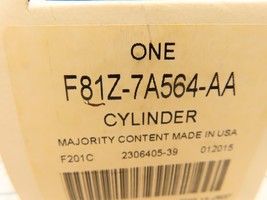 ONE
F81Z-7A564-AA
CYLINDER
MAJORITY CONTENT MADE IN USA
F201C 2306405-39 012015